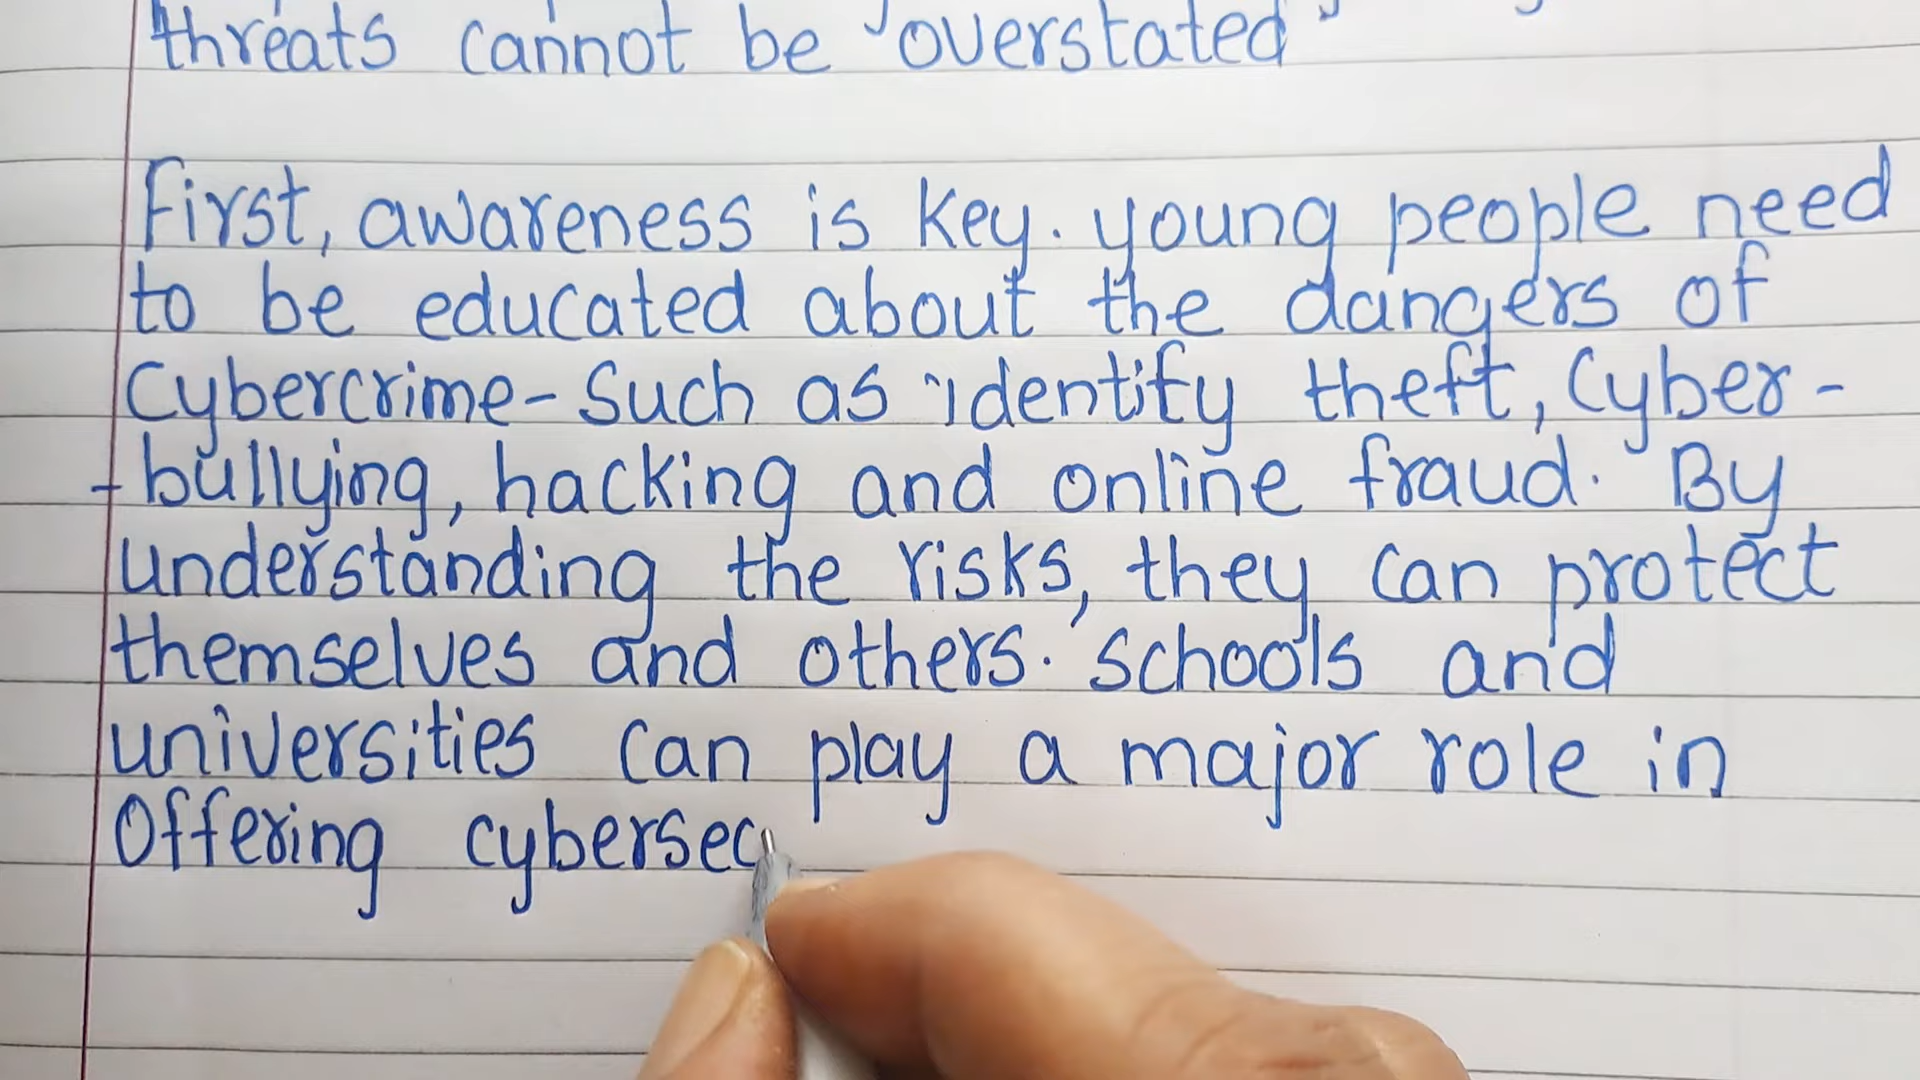 threats cannot be overstated
First, awareness is key. young people need
to be educated about the dangers of
Cybercrime- Such as identity theft, Cyber-
-bullying, hacking and online fraud. By
understanding the risks, they can protect
themselves and others. Schools and
universities can play a major role in
Offering cybersec